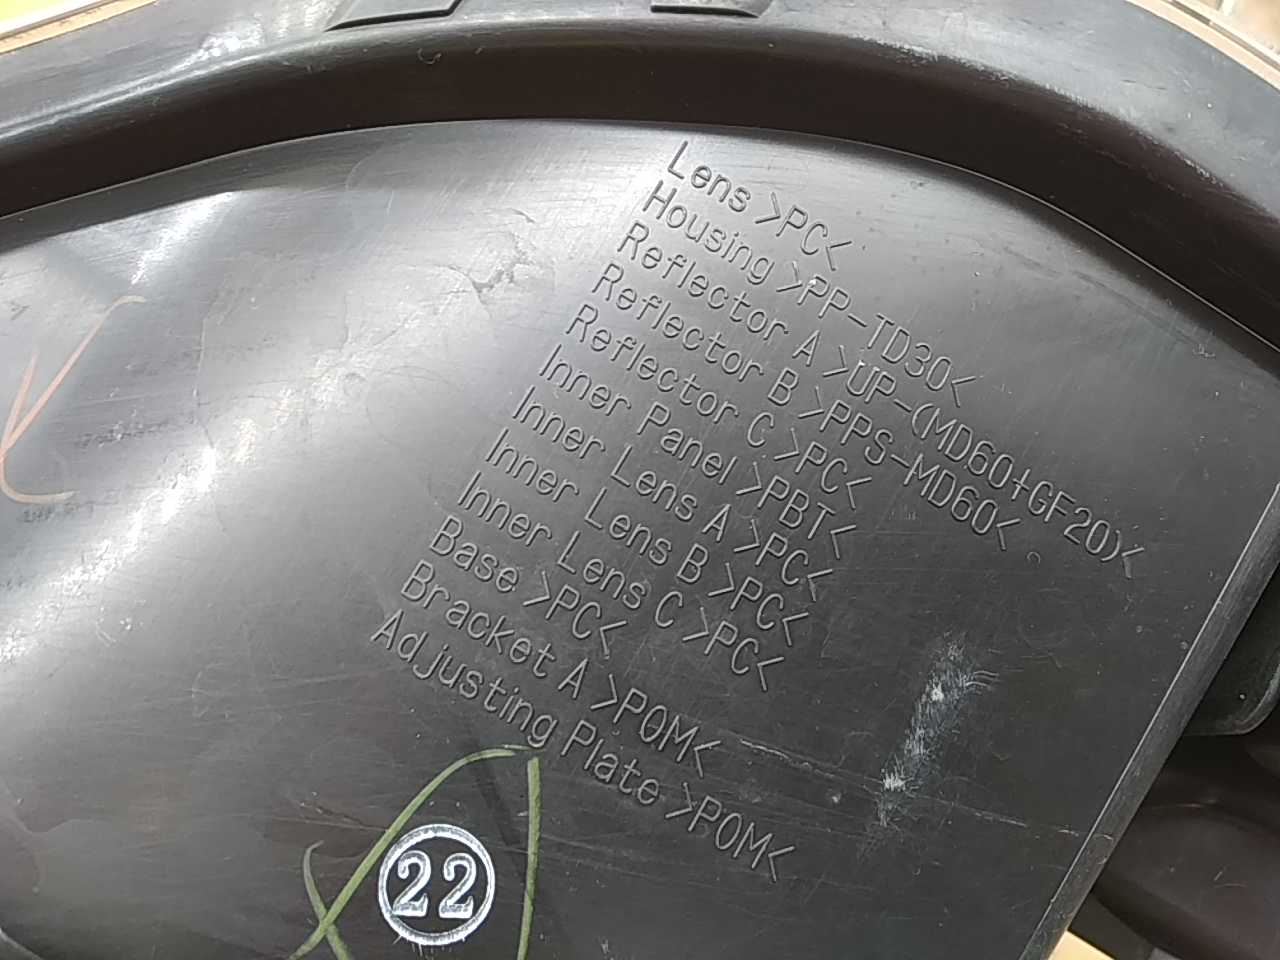 Lens >PC<
Housing >PP-TD30<
Reflector A >UP-(MD60+GF20)<
Reflector B >PPS-MD60<
Reflector C >PC<
Inner Panel >PBT<
Inner Lens A >PC<
Inner Lens B >PC<
Inner Lens C >PC<
Base >PC<
Bracket A >POM<
Adjusting Plate >POM<
22